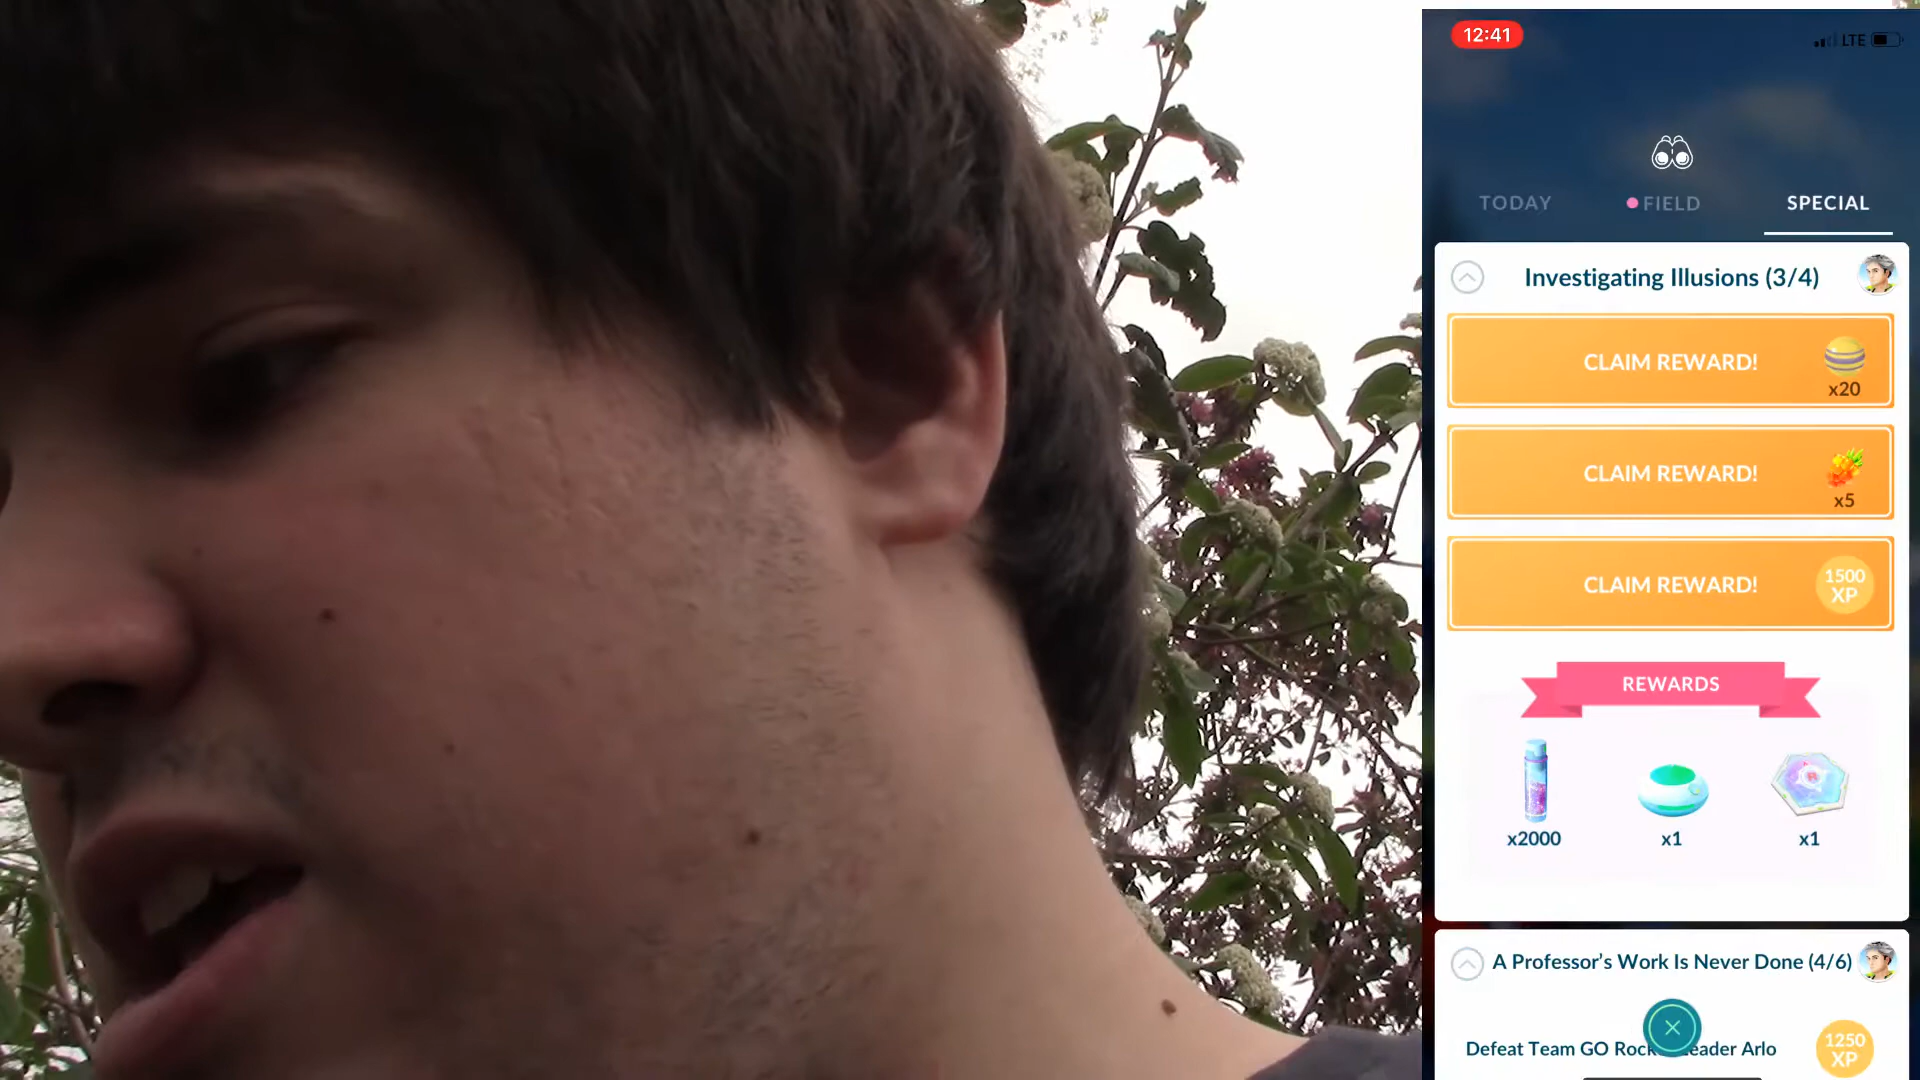 12:41
LTE
TODAY
FIELD
SPECIAL
Investigating Illusions (3/4)
CLAIM REWARD!
x20
CLAIM REWARD!
x5
CLAIM REWARD!
1500
XP
REWARDS
x2000
x1
x1
A Professor's Work Is Never Done (4/6)
Defeat Team GO Rock eader Arlo
1250
XP